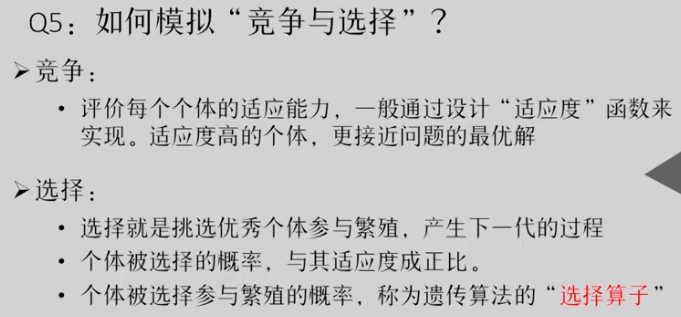 Q5：如何模拟“竞争与选择”？
➢竞争：
• 评价每个个体的适应能力，一般通过设计“适应度”函数来
实现。适应度高的个体，更接近问题的最优解
➢选择：
• 选择就是挑选优秀个体参与繁殖，产生下一代的过程
• 个体被选择的概率，与其适应度成正比。
• 个体被选择参与繁殖的概率，称为遗传算法的“选择算子”